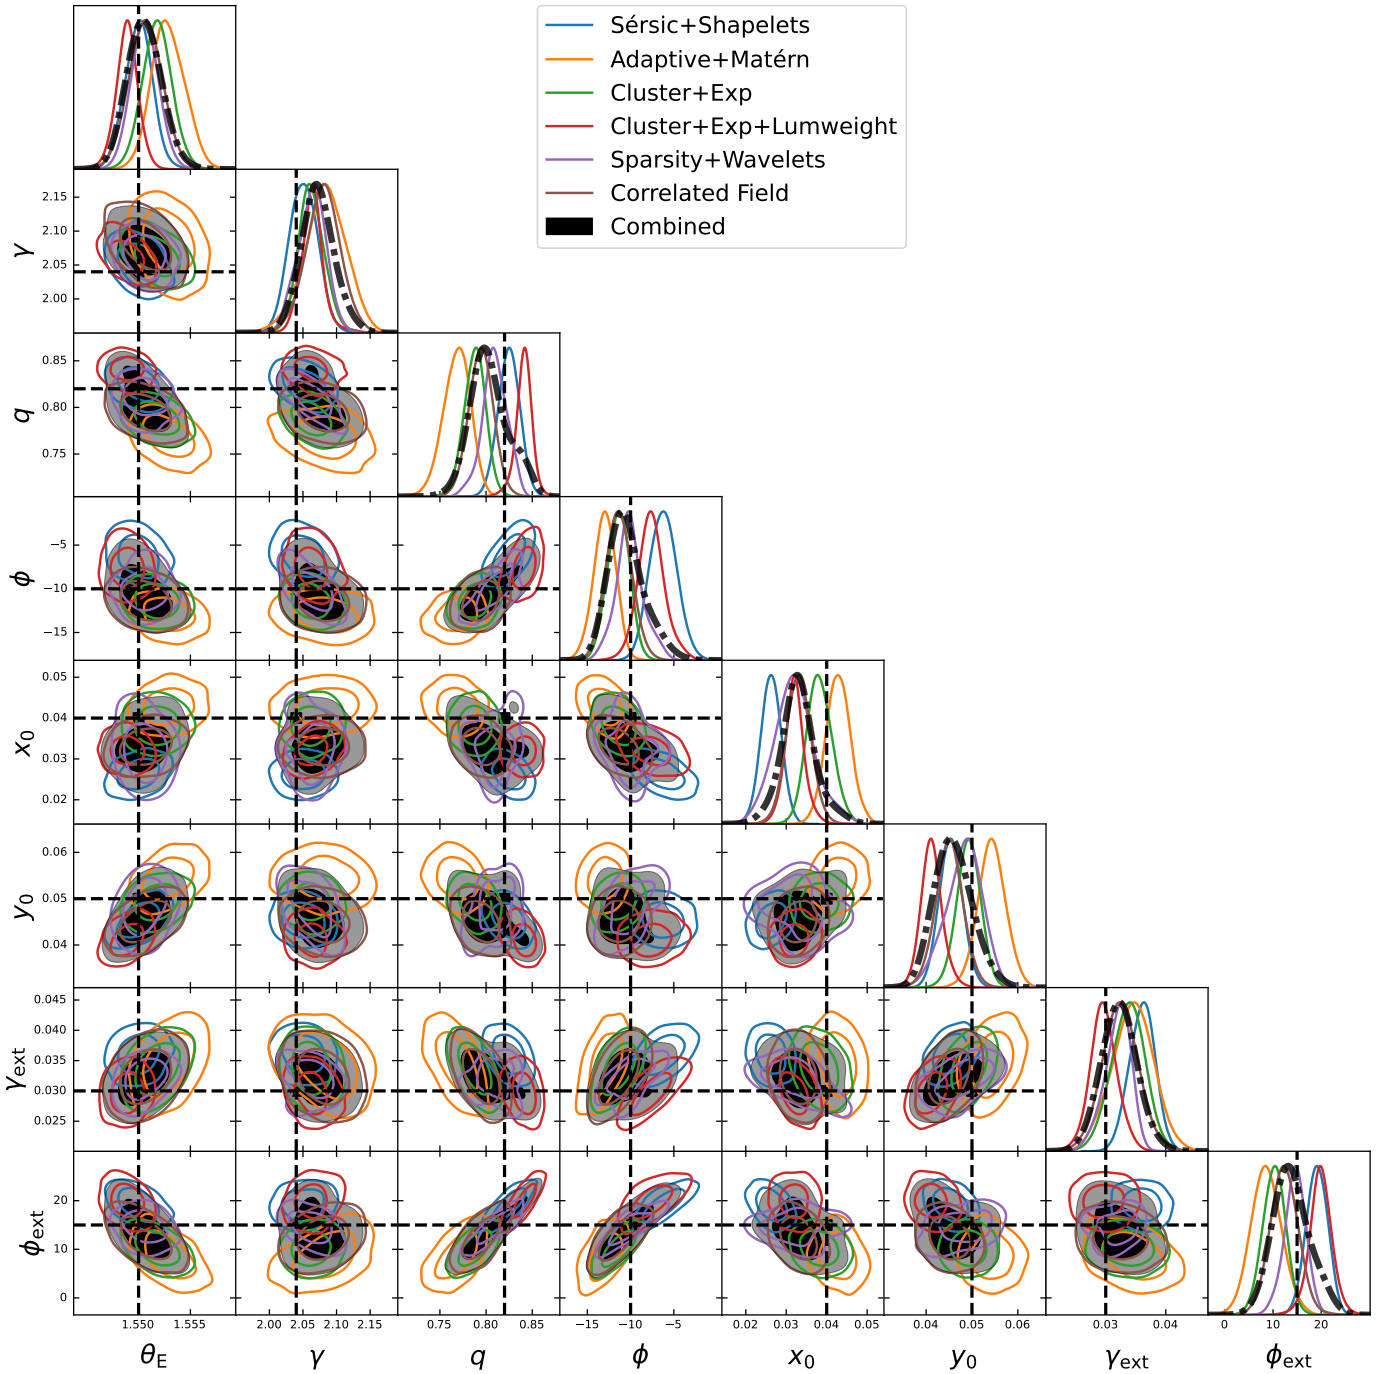 Sérsic+Shapelets
Adaptive+Matérn
Cluster+Exp
Cluster+Exp+Lumweight
Sparsity+Wavelets
Correlated Field
Combined
γ
2.15
2.10
2.05
2.00
q
0.85
0.80
0.75
ϕ
−5
−10
−15
x₀
0.05
0.04
0.03
0.02
y₀
0.06
0.05
0.04
γext
0.045
0.040
0.035
0.030
0.025
ϕext
20
10
0
1.550 1.555 2.00 2.05 2.10 2.15 0.75 0.80 0.85 −15 −10 −5 0.02 0.03 0.04 0.05 0.04 0.05 0.06 0.03 0.04 0 10 20
θE γ q ϕ x₀ y₀ γext ϕext